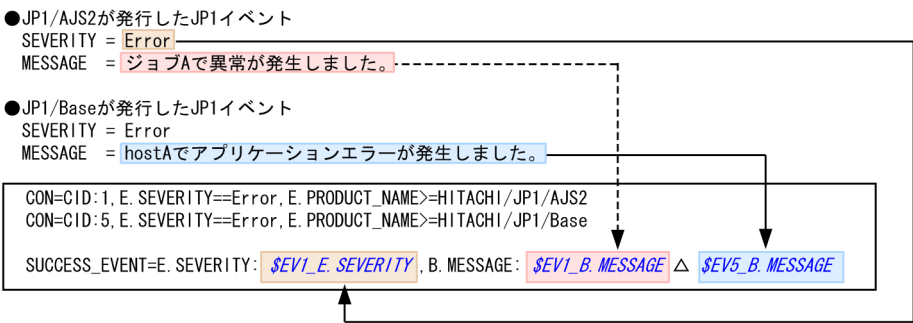 ●JP1/AJS2が発行したJP1イベント
SEVERITY = Error
MESSAGE = ジョブAで異常が発生しました。
●JP1/Baseが発行したJP1イベント
SEVERITY = Error
MESSAGE = hostAでアプリケーションエラーが発生しました。
CON=CID:1,E.SEVERITY==Error,E.PRODUCT_NAME>=HITACHI/JP1/AJS2
CON=CID:5,E.SEVERITY==Error,E.PRODUCT_NAME>=HITACHI/JP1/Base
SUCCESS_EVENT=E.SEVERITY: $EV1_E.SEVERITY ,B.MESSAGE: $EV1_B.MESSAGE △ $EV5_B.MESSAGE